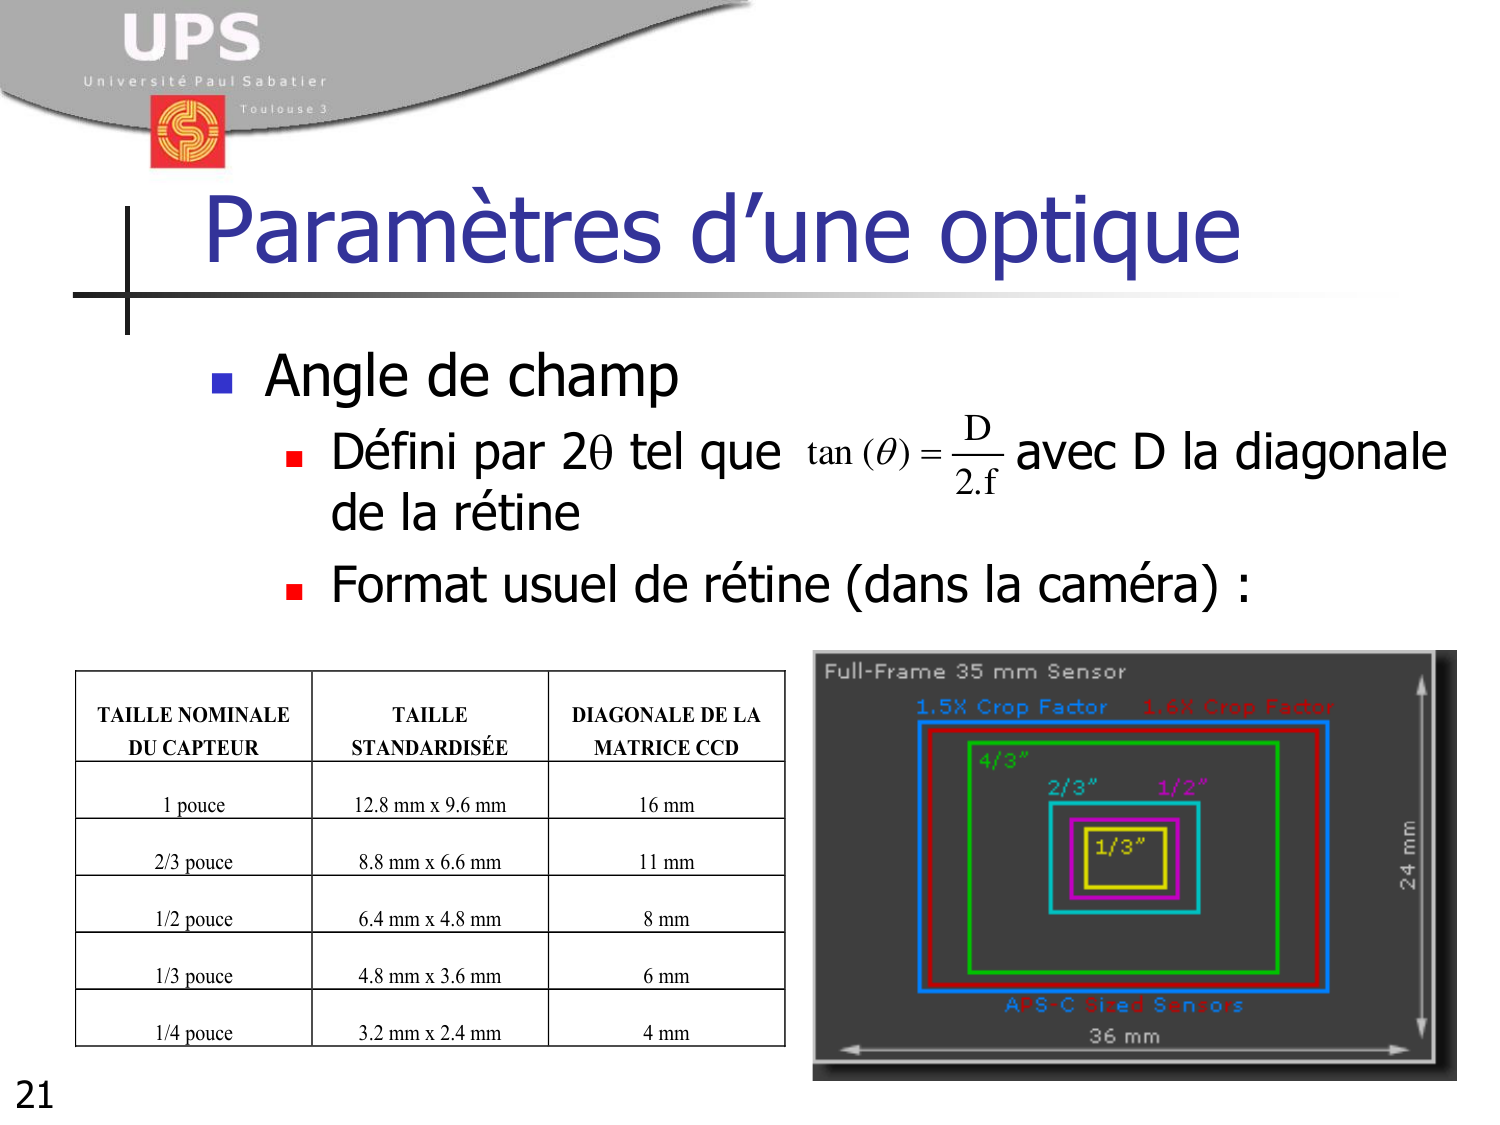 UPS
Université Paul Sabatier
Toulouse 3
Paramètres d’une optique
Angle de champ
Défini par 2θ tel que tan (θ) = D / 2.f avec D la diagonale
de la rétine
Format usuel de rétine (dans la caméra) :
TAILLE NOMINALE DU CAPTEUR | TAILLE STANDARDISÉE | DIAGONALE DE LA MATRICE CCD
1 pouce | 12.8 mm x 9.6 mm | 16 mm
2/3 pouce | 8.8 mm x 6.6 mm | 11 mm
1/2 pouce | 6.4 mm x 4.8 mm | 8 mm
1/3 pouce | 4.8 mm x 3.6 mm | 6 mm
1/4 pouce | 3.2 mm x 2.4 mm | 4 mm
Full-Frame 35 mm Sensor
1.5X Crop Factor 1.6X Crop Factor
4/3”
2/3” 1/2”
1/3”
24 mm
APS-C Sized Sensors
36 mm
21